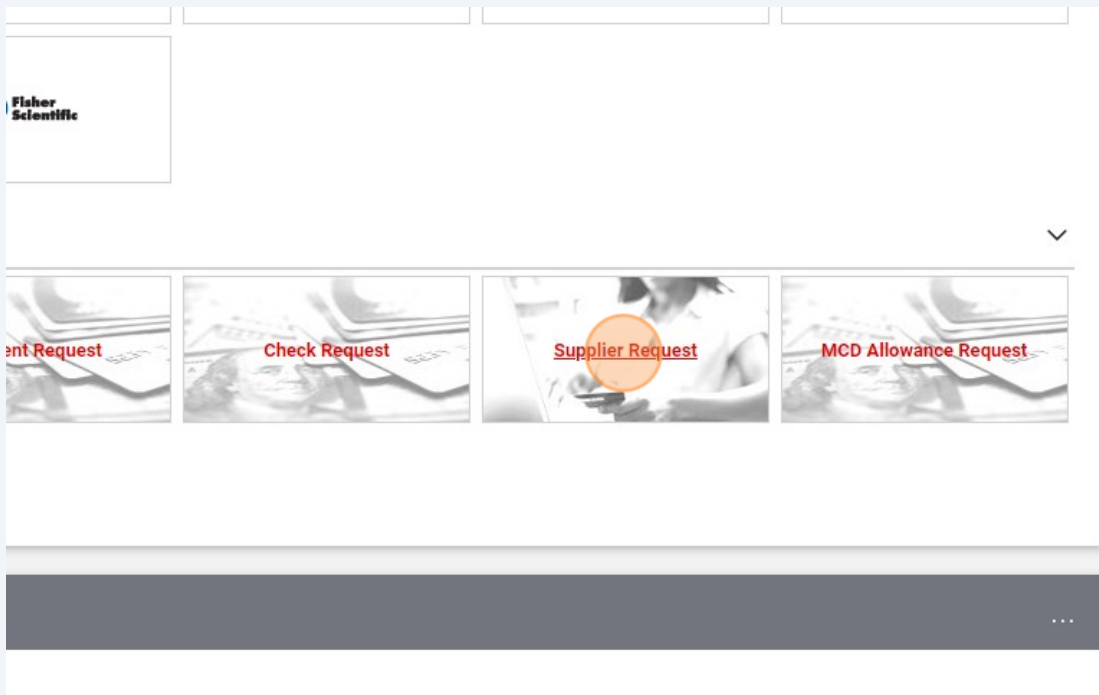 Fisher
Scientific
ent Request
Check Request
Supplier Request
MCD Allowance Request
...